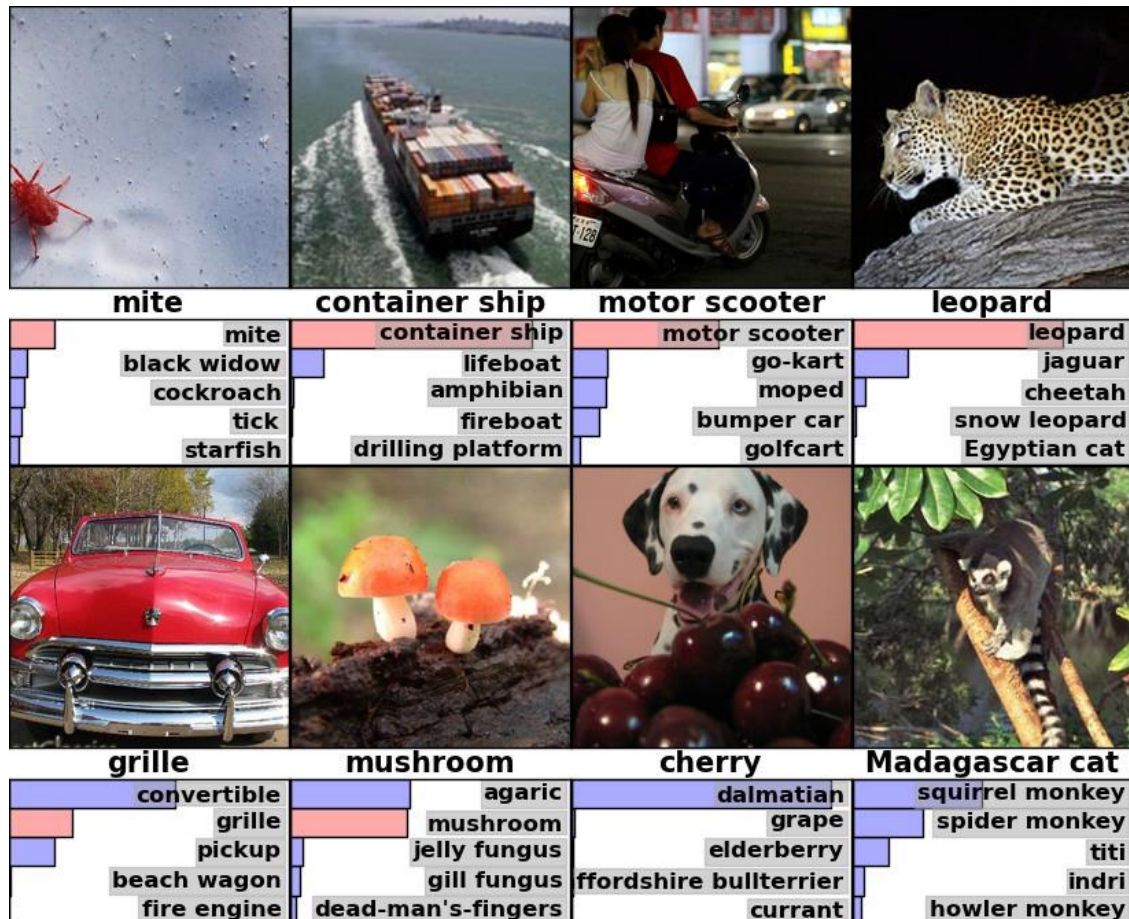 T-128
mite
container ship
motor scooter
leopard
mite
black widow
cockroach
tick
starfish
container ship
lifeboat
amphibian
fireboat
drilling platform
motor scooter
go-kart
moped
bumper car
golfcart
leopard
jaguar
cheetah
snow leopard
Egyptian cat
grille
mushroom
cherry
Madagascar cat
convertible
grille
pickup
beach wagon
fire engine
agaric
mushroom
jelly fungus
gill fungus
dead-man's-fingers
dalmatian
grape
elderberry
ffordshire bullterrier
currant
squirrel monkey
spider monkey
titi
indri
howler monkey